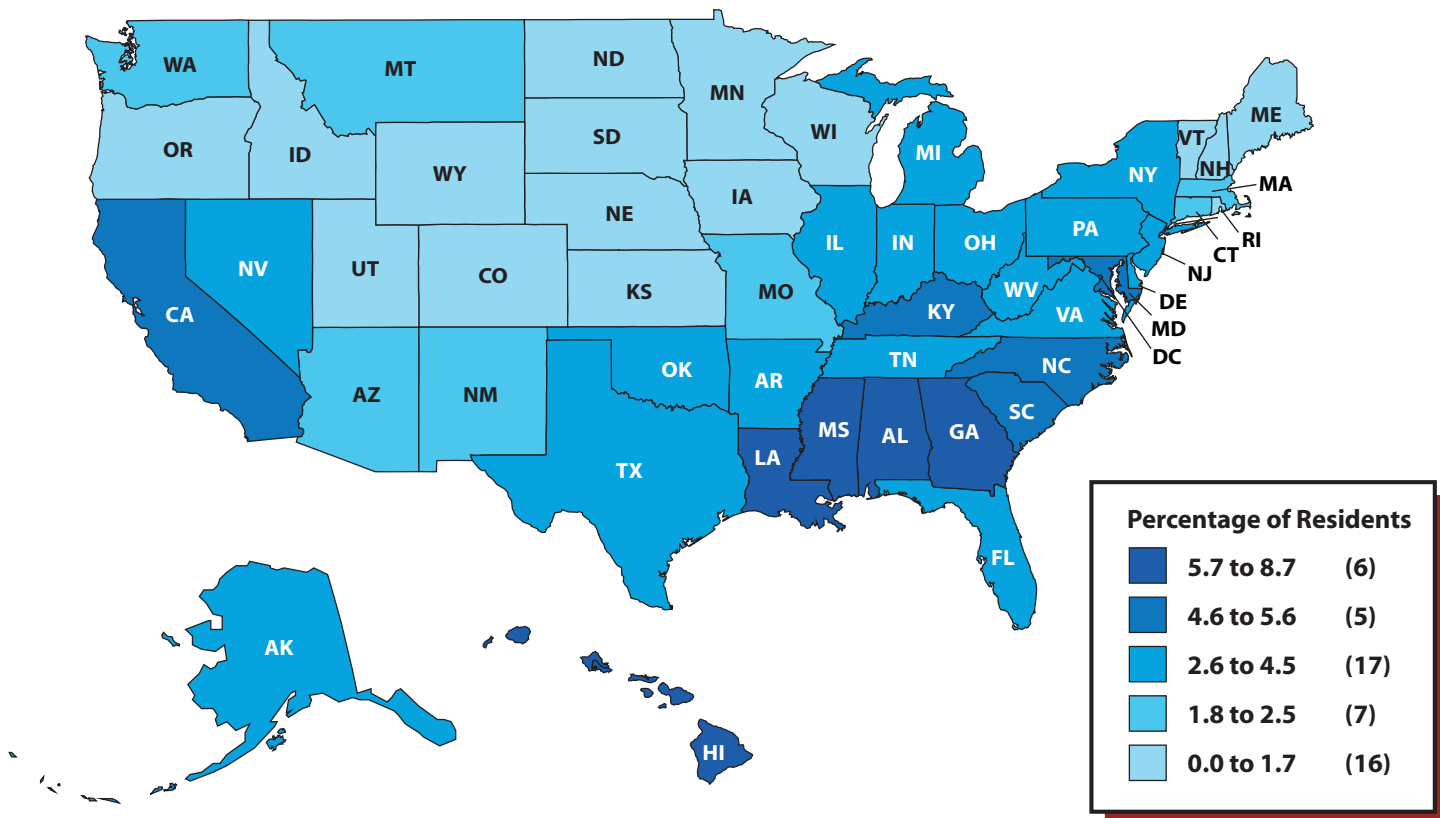 WA
MT
ND
MN
OR
ID
WY
SD
WI
MI
NE
IA
NV
UT
CO
KS
MO
IL
IN
OH
PA
NY
VT
NH
ME
MA
RI
CT
NJ
DE
MD
DC
CA
AZ
NM
OK
AR
TN
KY
WV
VA
NC
SC
TX
LA
MS
AL
GA
FL
AK
HI
Percentage of Residents
5.7 to 8.7 (6)
4.6 to 5.6 (5)
2.6 to 4.5 (17)
1.8 to 2.5 (7)
0.0 to 1.7 (16)